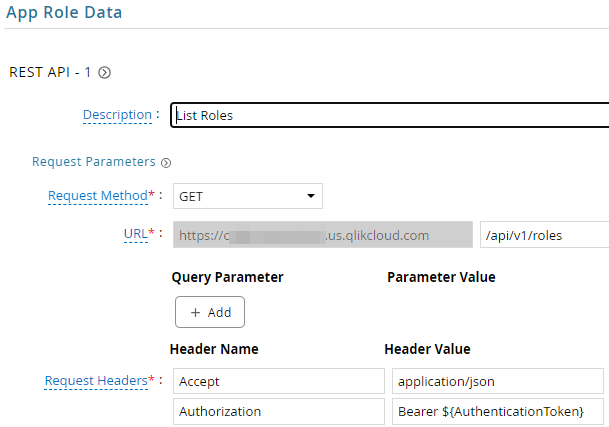 App Role Data
REST API - 1
Description : List Roles
Request Parameters
Request Method* : GET
URL* : https://c .us.qlikcloud.com /api/v1/roles
Query Parameter Parameter Value
+ Add
Header Name Header Value
Request Headers* : Accept application/json
Authorization Bearer ${AuthenticationToken}